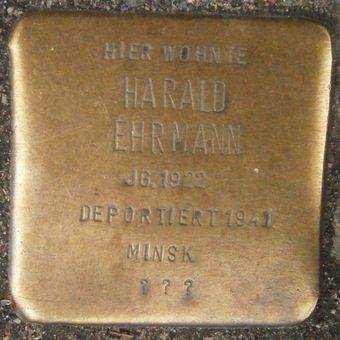 HIER WOHNTE
HARALD
EHRMANN
JG. 1922
DEPORTIERT 1941
MINSK
? ? ?